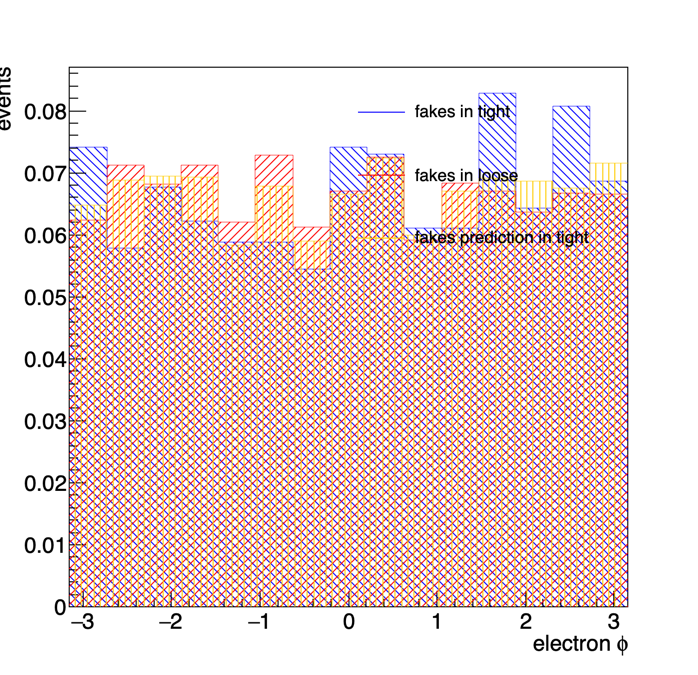 events
0.08
0.07
0.06
0.05
0.04
0.03
0.02
0.01
0
fakes in tight
fakes in loose
fakes prediction in tight
−3 −2 −1 0 1 2 3
electron ϕ